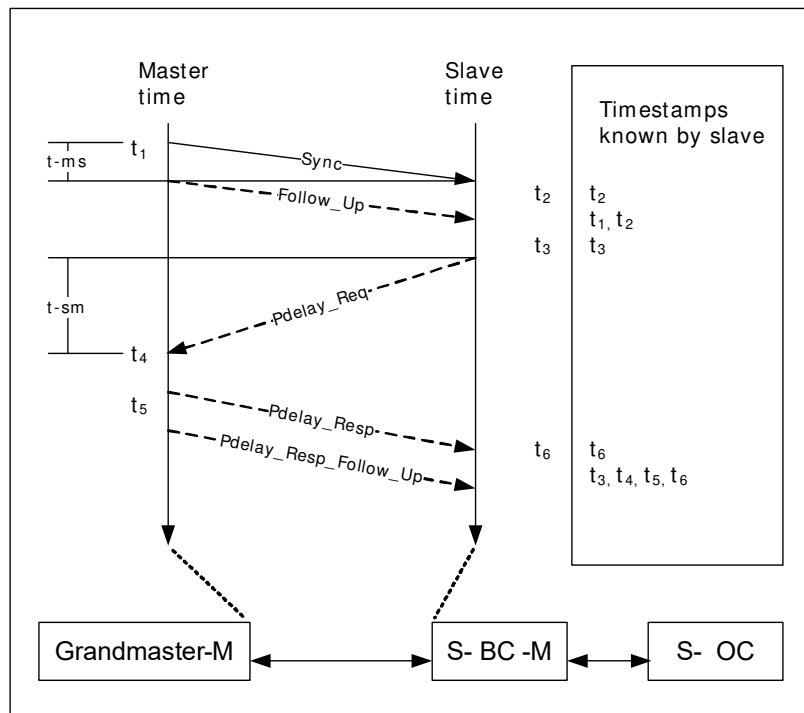 Master
time
Slave
time
Timestamps
known by slave
t1
t-ms
Sync
t2
t2
Follow_Up
t1, t2
t3
t3
Pdelay_Req
t-sm
t4
t5
Pdelay_Resp
t6
t6
Pdelay_Resp_Follow_Up
t3, t4, t5, t6
Grandmaster-M
S- BC -M
S- OC